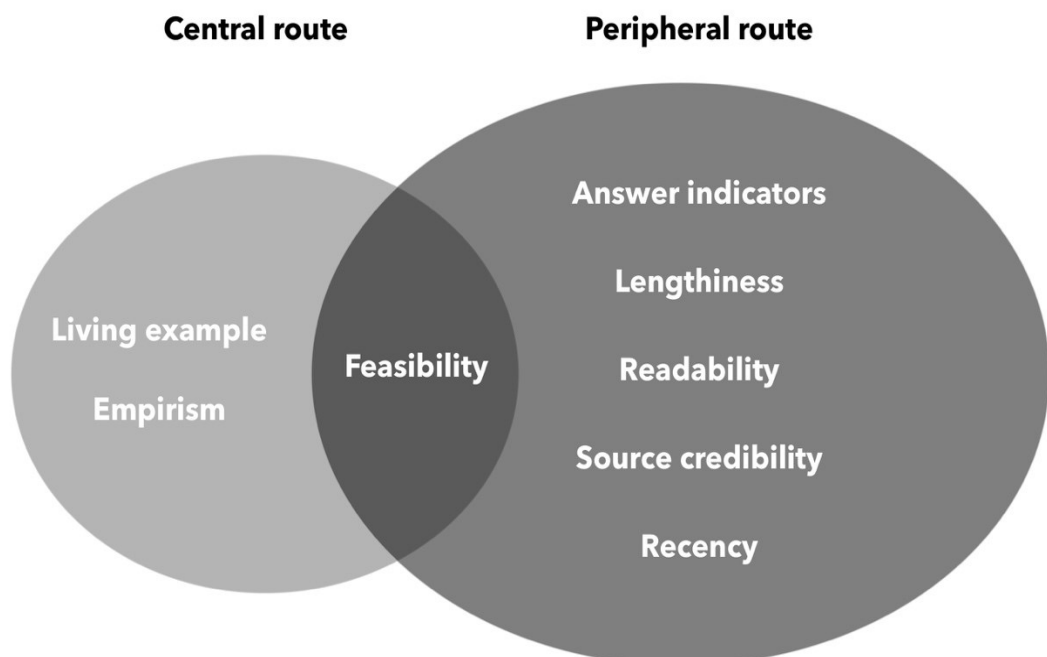 Central route
Peripheral route
Living example
Empirism
Feasibility
Answer indicators
Lengthiness
Readability
Source credibility
Recency